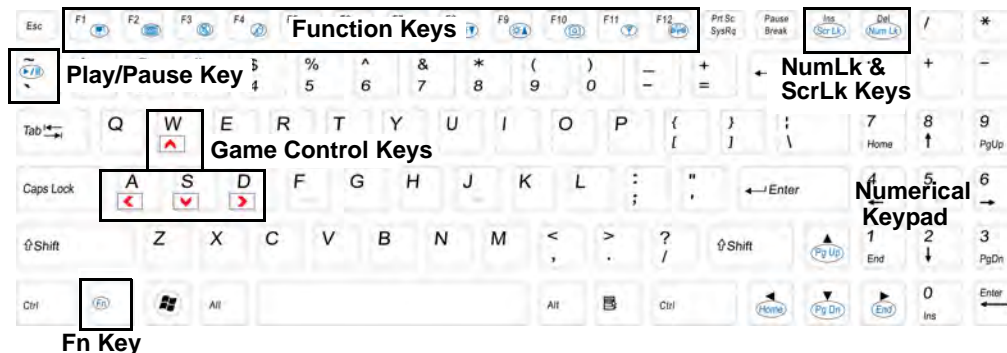 Esc F1 F2 F3 F4 Function Keys F9 F10 F11 F12 Prt Sc SysRq Pause Break Ins Scr Lk Del Num Lk / *
~ ` Play/Pause Key $ 4 % 5 ^ 6 & 7 * 8 ( 9 ) 0 _ - + = ← NumLk & ScrLk Keys + -
Tab Q W E R T Y U I O P { [ } ] ¦ \ 7 Home 8 ↑ 9 PgUp
Game Control Keys
Caps Lock A S D F G H J K L : ; " ' Enter 4 ← 5 6 →
Numerical Keypad
⇧Shift Z X C V B N M < , > . ? / ⇧Shift Pg Up 1 End 2 ↓ 3 PgDn
Ctrl Fn Alt Alt Ctrl Home Pg Dn End 0 Ins Enter
Fn Key